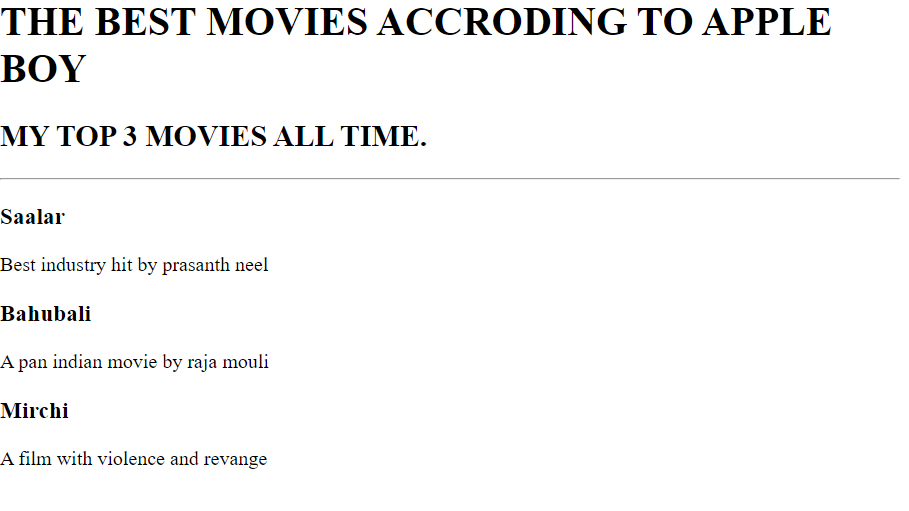 THE BEST MOVIES ACCRODING TO APPLE
BOY
MY TOP 3 MOVIES ALL TIME.
Saalar
Best industry hit by prasanth neel
Bahubali
A pan indian movie by raja mouli
Mirchi
A film with violence and revange